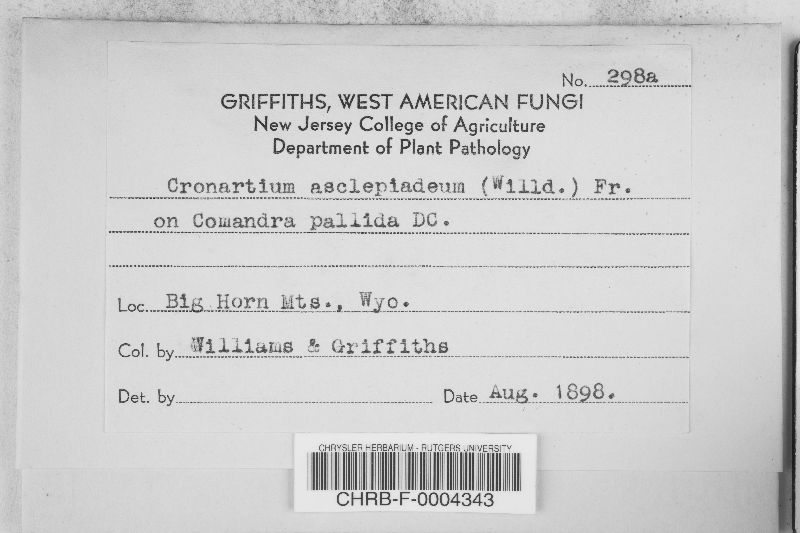 No. 298a
GRIFFITHS, WEST AMERICAN FUNGI
New Jersey College of Agriculture
Department of Plant Pathology
Cronartium asclepiadeum (Willd.) Fr.
on Comandra pallida DC.
Loc. Big Horn Mts., Wyo.
Col. by Williams & Griffiths
Det. by
Date Aug. 1898.
CHRYSLER HERBARIUM - RUTGERS UNIVERSITY
CHRB-F-0004343